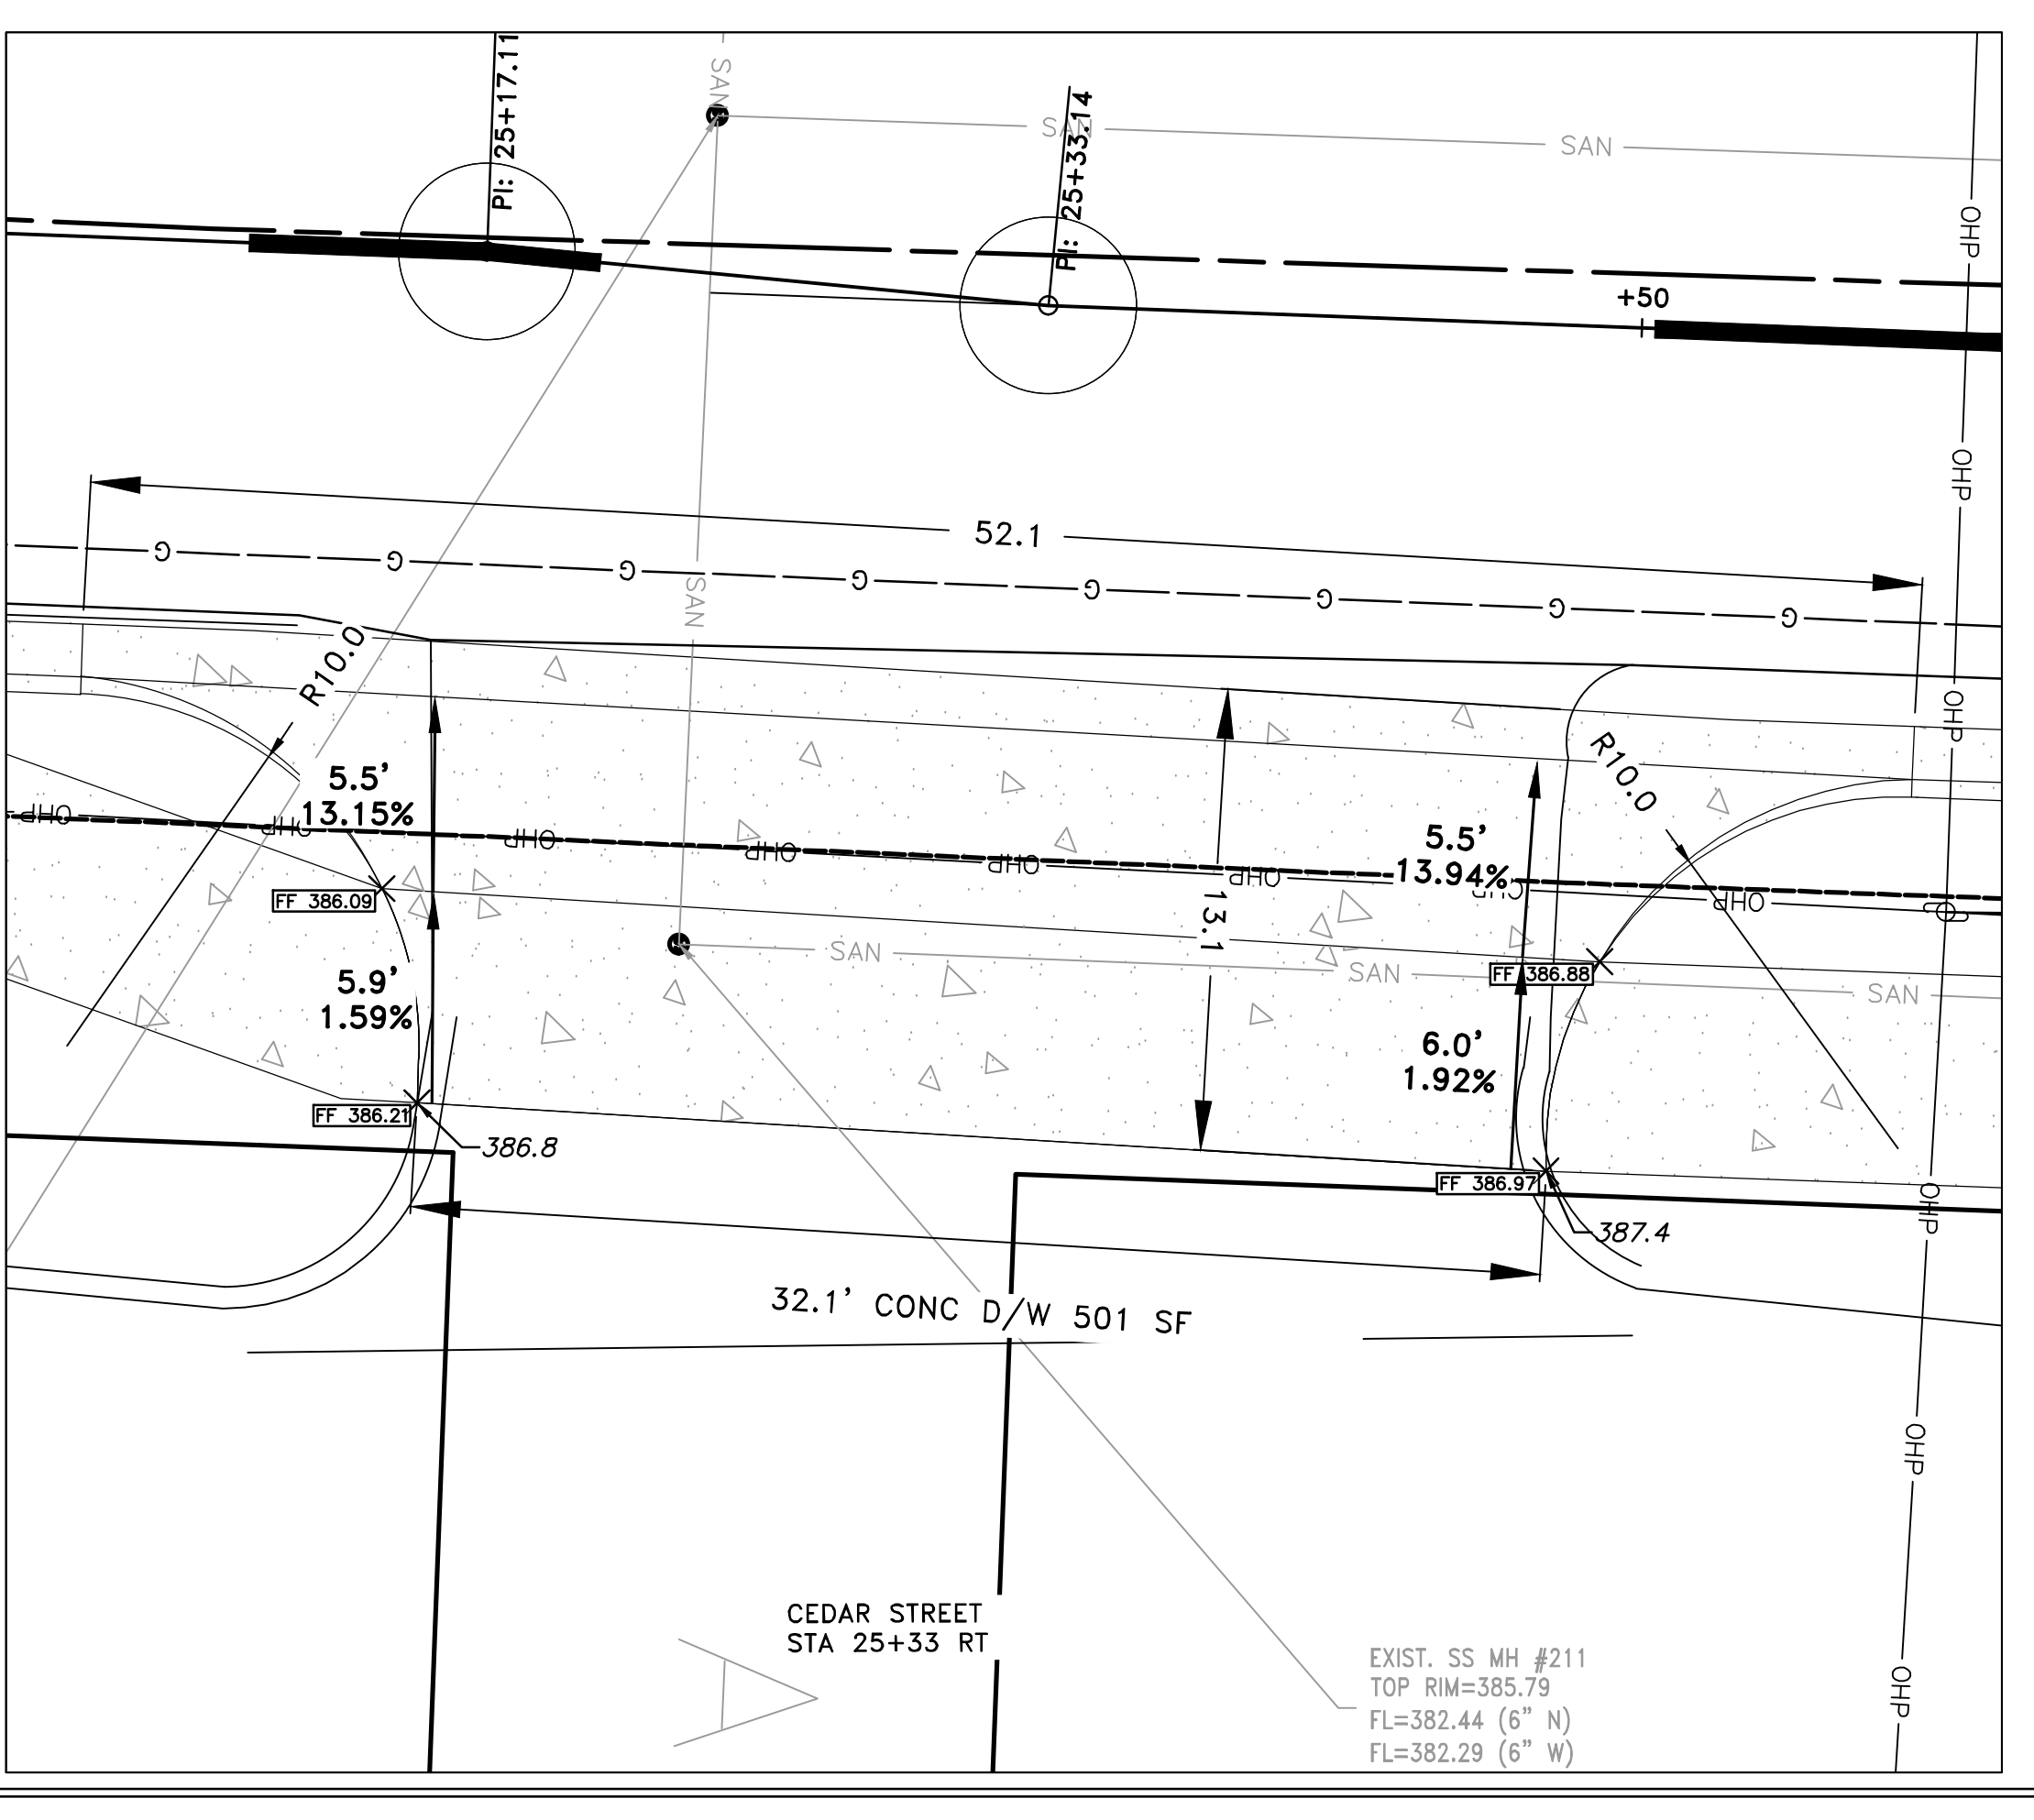 PI: 25+17.11
SAN
PI: 25+33.14
SAN
SAN
OHP
+50
OHP
52.1
G G G G G G G G
SAN
R10.0
OHP
R10.0
5.5'
13.15%
5.5'
13.94%
OHP OHP OHP OHP OHP OHP OHP
13.1
FF 386.09
SAN
SAN
SAN
FF 386.88
5.9'
1.59%
6.0'
1.92%
FF 386.21
386.8
FF 386.97
387.4
OHP
32.1' CONC D/W 501 SF
OHP
CEDAR STREET
STA 25+33 RT
EXIST. SS MH #211
TOP RIM=385.79
FL=382.44 (6" N)
FL=382.29 (6" W)
OHP